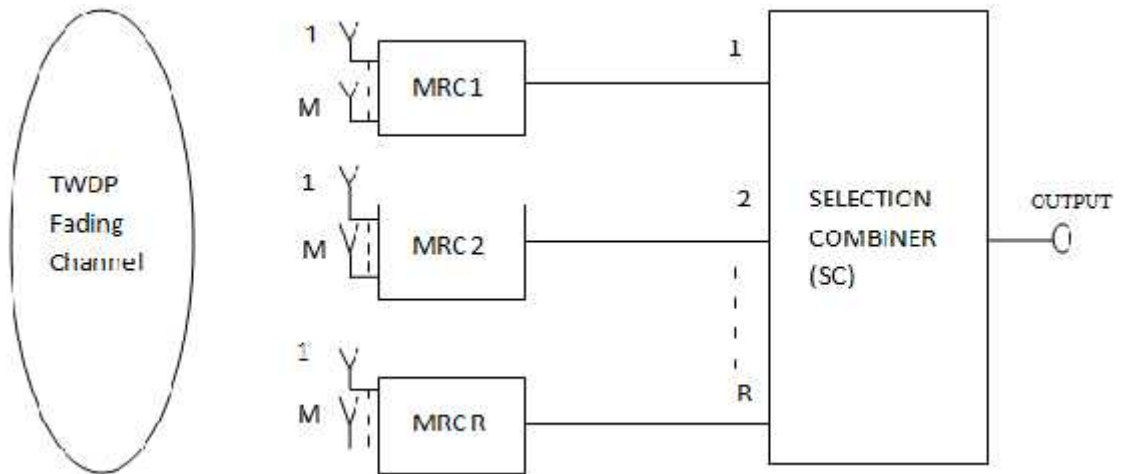 TWDP
Fading
Channel
1
M
MRC1
1
1
M
MRC2
2
1
M
MRC R
R
SELECTION
COMBINER
(SC)
OUTPUT